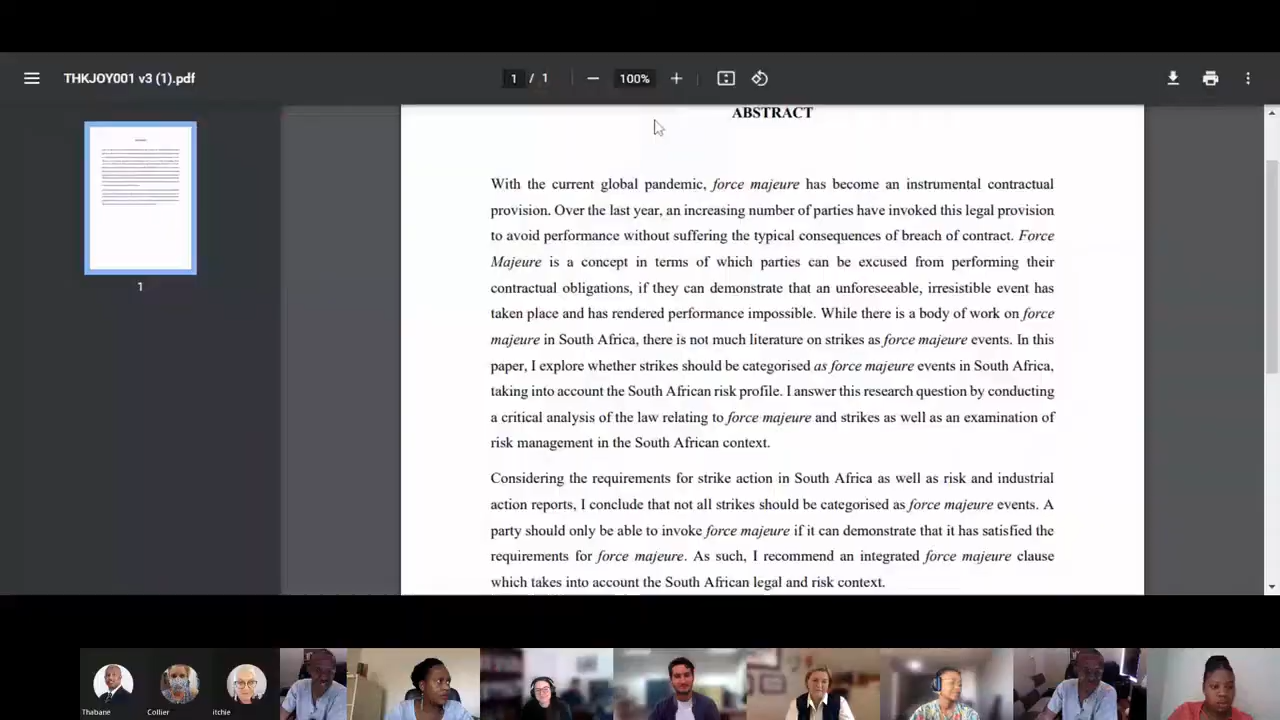 THKJOY001 v3 (1).pdf
1 / 1
100%
ABSTRACT
With the current global pandemic, force majeure has become an instrumental contractual
provision. Over the last year, an increasing number of parties have invoked this legal provision
to avoid performance without suffering the typical consequences of breach of contract. Force
Majeure is a concept in terms of which parties can be excused from performing their
contractual obligations, if they can demonstrate that an unforeseeable, irresistible event has
taken place and has rendered performance impossible. While there is a body of work on force
majeure in South Africa, there is not much literature on strikes as force majeure events. In this
paper, I explore whether strikes should be categorised as force majeure events in South Africa,
taking into account the South African risk profile. I answer this research question by conducting
a critical analysis of the law relating to force majeure and strikes as well as an examination of
risk management in the South African context.
Considering the requirements for strike action in South Africa as well as risk and industrial
action reports, I conclude that not all strikes should be categorised as force majeure events. A
party should only be able to invoke force majeure if it can demonstrate that it has satisfied the
requirements for force majeure. As such, I recommend an integrated force majeure clause
which takes into account the South African legal and risk context.
1
Thabane
Collier
itchie